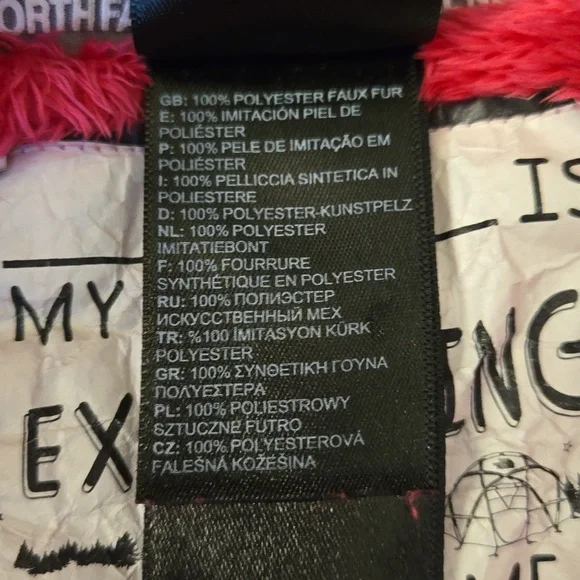 ORTH FA
GB: 100% POLYESTER FAUX FUR
E: 100% IMITACIÓN PIEL DE
POLIÉSTER
P: 100% PELE DE IMITAÇÃO EM
POLIÉSTER
I: 100% PELLICCIA SINTETICA IN
POLIESTERE
D: 100% POLYESTER-KUNSTPELZ
NL: 100% POLYESTER
IMITATIEBONT
F: 100% FOURRURE
SYNTHÉTIQUE EN POLYESTER
RU: 100% ПОЛИЭСТЕР
ИСКУССТВЕННЫЙ МЕХ
TR: %100 İMİTASYON KÜRK
POLYESTER
GR: 100% ΣΥΝΘΕΤΙΚΗ ΓΟΥΝΑ
ΠΟΛΥΕΣΤΕΡΑ
PL: 100% POLIESTROWY
SZTUCZNE FUTRO
CZ: 100% POLYESTEROVÁ
FALEŠNÁ KOŽEŠINA
IS
MY
ING
EX